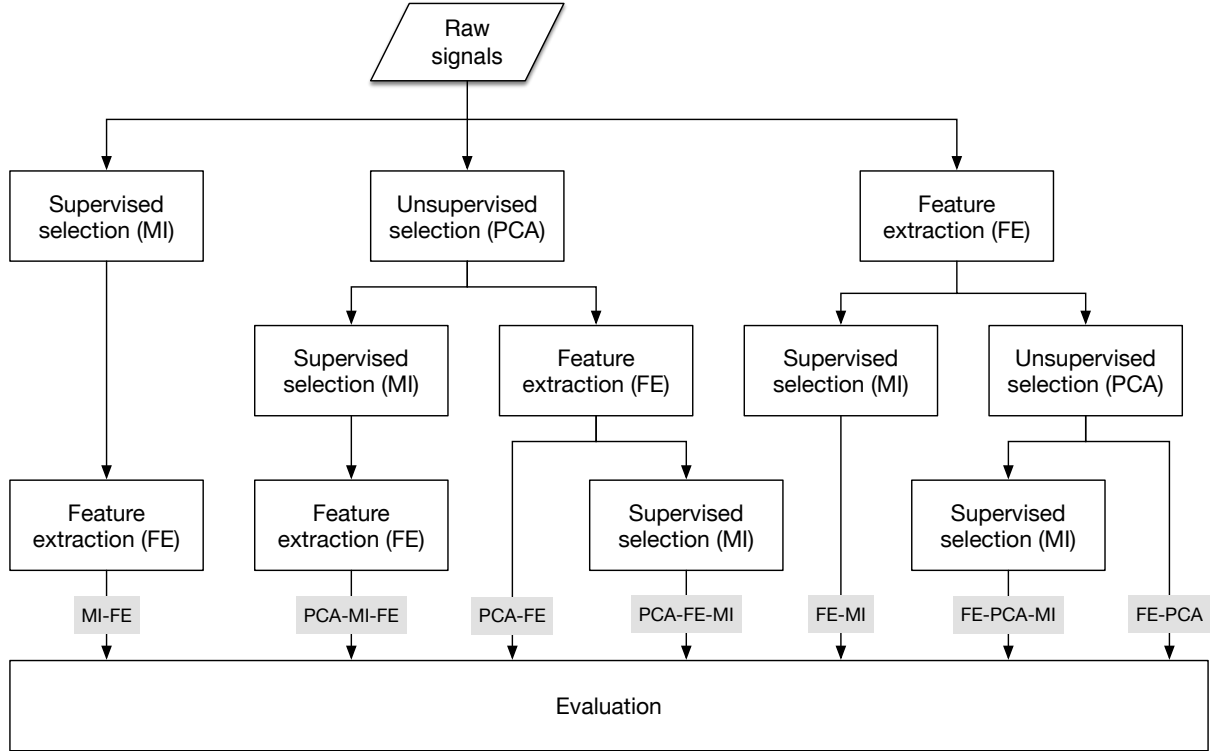 Raw
signals
Supervised
selection (MI)
Unsupervised
selection (PCA)
Feature
extraction (FE)
Supervised
selection (MI)
Feature
extraction (FE)
Supervised
selection (MI)
Unsupervised
selection (PCA)
Feature
extraction (FE)
Feature
extraction (FE)
Supervised
selection (MI)
Supervised
selection (MI)
MI-FE
PCA-MI-FE
PCA-FE
PCA-FE-MI
FE-MI
FE-PCA-MI
FE-PCA
Evaluation